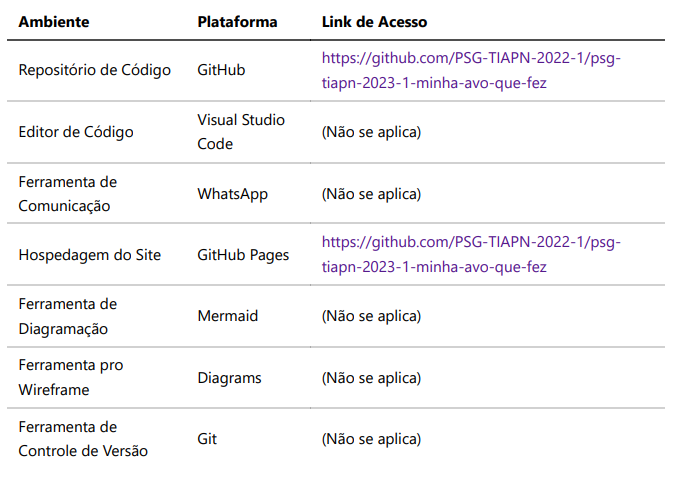 Ambiente Plataforma Link de Acesso
Repositório de Código GitHub https://github.com/PSG-TIAPN-2022-1/psg-
tiapn-2023-1-minha-avo-que-fez
Editor de Código Visual Studio
Code (Não se aplica)
Ferramenta de
Comunicação WhatsApp (Não se aplica)
Hospedagem do Site GitHub Pages https://github.com/PSG-TIAPN-2022-1/psg-
tiapn-2023-1-minha-avo-que-fez
Ferramenta de
Diagramação Mermaid (Não se aplica)
Ferramenta pro
Wireframe Diagrams (Não se aplica)
Ferramenta de
Controle de Versão Git (Não se aplica)